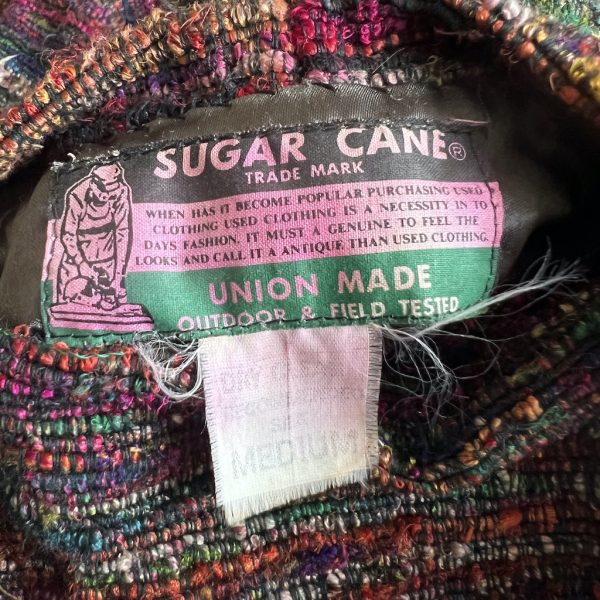 SUGAR CANE®
TRADE MARK
WHEN HAS IT BECOME POPULAR PURCHASING USED
CLOTHING USED CLOTHING IS A NECESSITY IN TO
DAYS FASHION. IT MUST A GENUINE TO FEEL THE
LOOKS AND CALL IT A ANTIQUE THAN USED CLOTHING.
UNION MADE
OUTDOOR & FIELD TESTED
DRY
MEDIUM